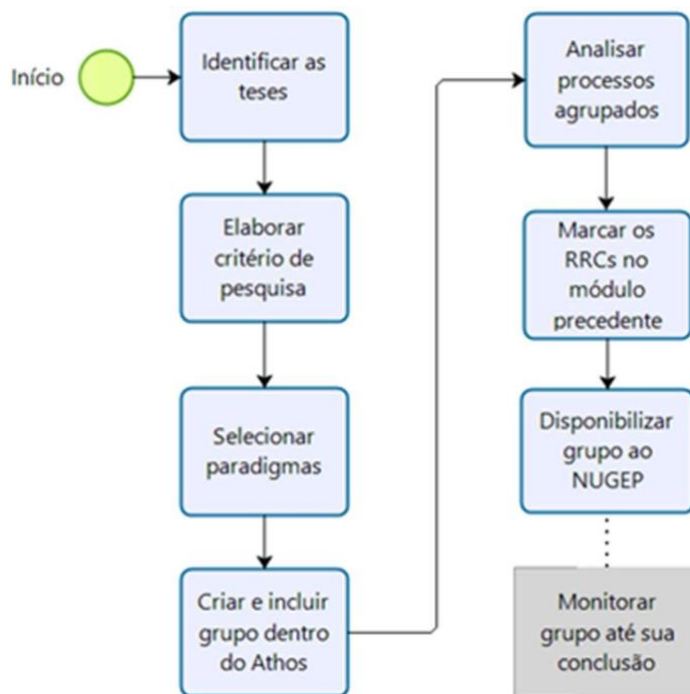 Início
Identificar as
teses
Elaborar
critério de
pesquisa
Selecionar
paradigmas
Criar e incluir
grupo dentro
do Athos
Analisar
processos
agrupados
Marcar os
RRCs no
módulo
precedente
Disponibilizar
grupo ao
NUGEP
Monitorar
grupo até sua
conclusão